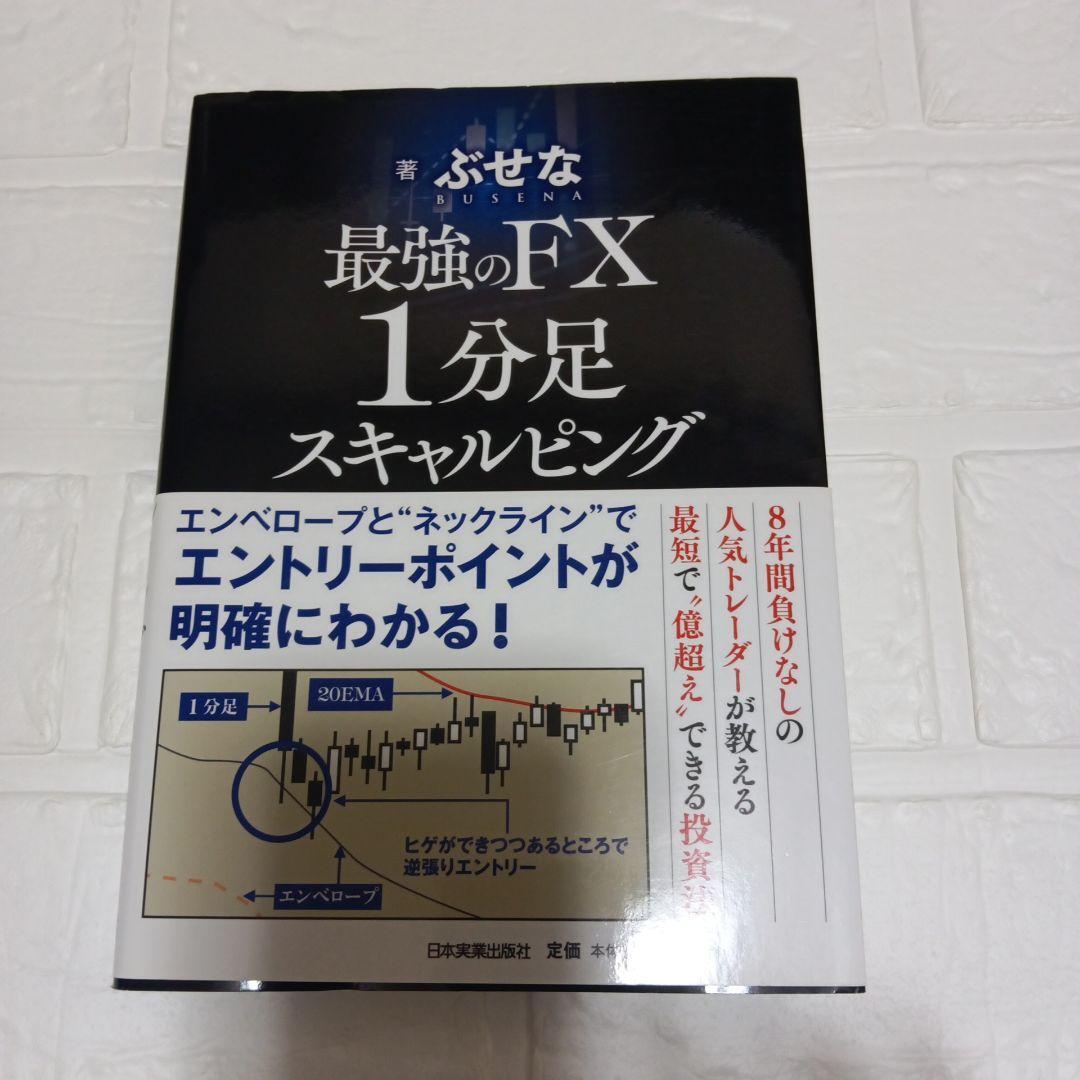 著 ぶせな
BUSENA
最強のFX
1分足
スキャルピング
エンベロープと“ネックライン”で
エントリーポイントが
明確にわかる!
8年間負けなしの
人気トレーダーが教える
最短で〝億超え〟できる投資法
1分足
20EMA
ヒゲができつつあるところで
逆張りエントリー
エンベロープ
日本実業出版社 定価 本体